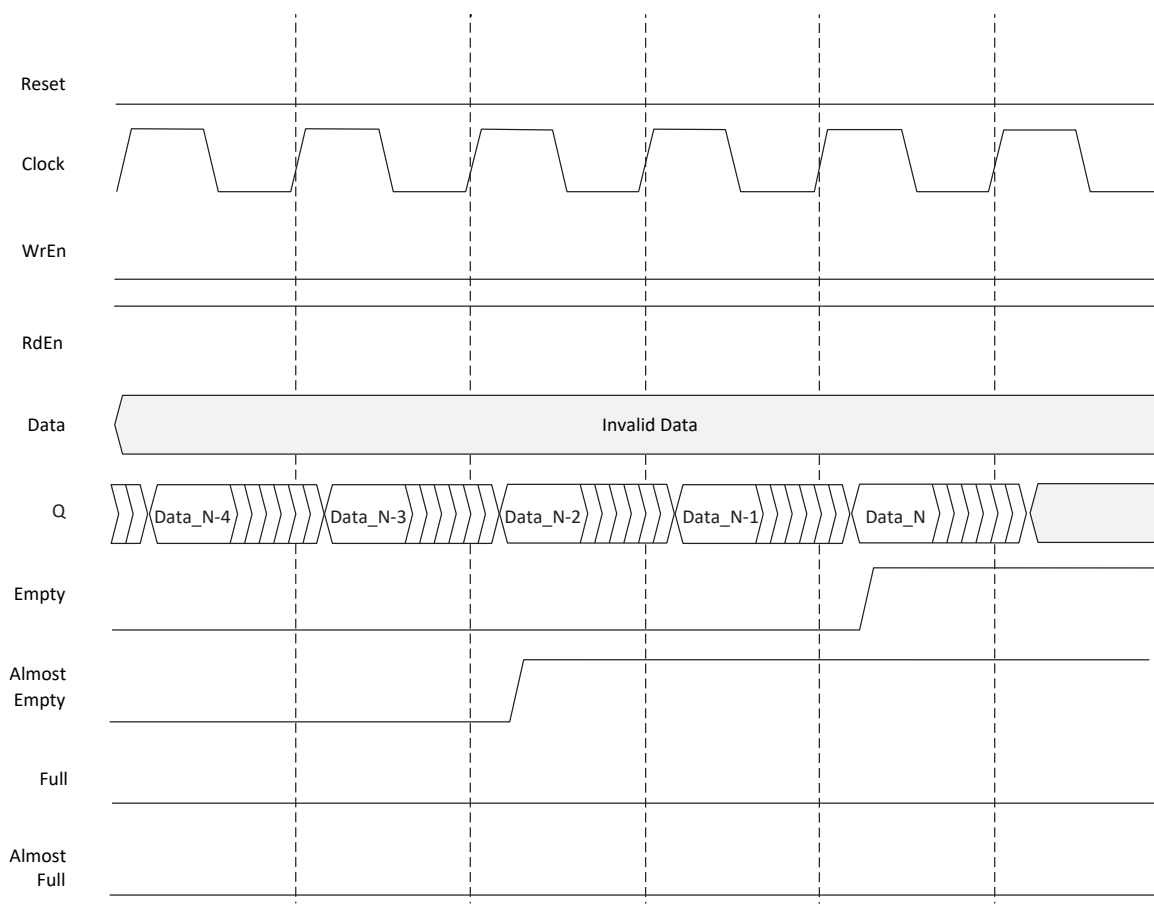 Reset
Clock
WrEn
RdEn
Data
Invalid Data
Q
Data_N-4
Data_N-3
Data_N-2
Data_N-1
Data_N
Empty
Almost
Empty
Full
Almost
Full